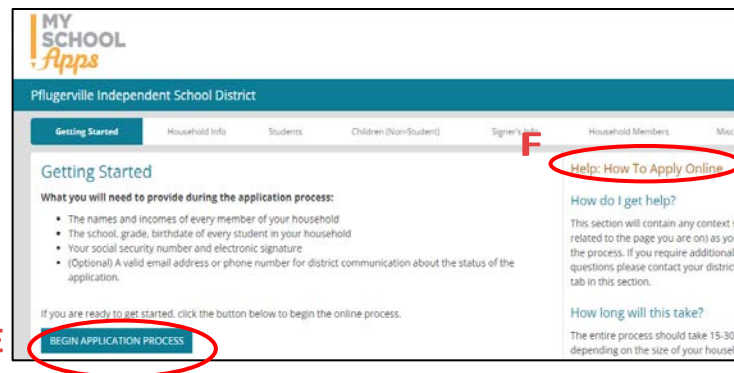 MY
SCHOOL
Apps
Pflugerville Independent School District
Getting Started Household Info Students Children (Non-Student) Signer's Info Household Members Misc
F
Getting Started
What you will need to provide during the application process:
• The names and incomes of every member of your household
• The school, grade, birthdate of every student in your household
• Your social security number and electronic signature
• (Optional) A valid email address or phone number for district communication about the status of the
application.
If you are ready to get started, click the button below to begin the online process.
E
BEGIN APPLICATION PROCESS
Help: How To Apply Online
How do I get help?
This section will contain any context
related to the page you are on) as you
the process. If you require additional
questions please contact your district
tab in this section.
How long will this take?
The entire process should take 15-30
depending on the size of your